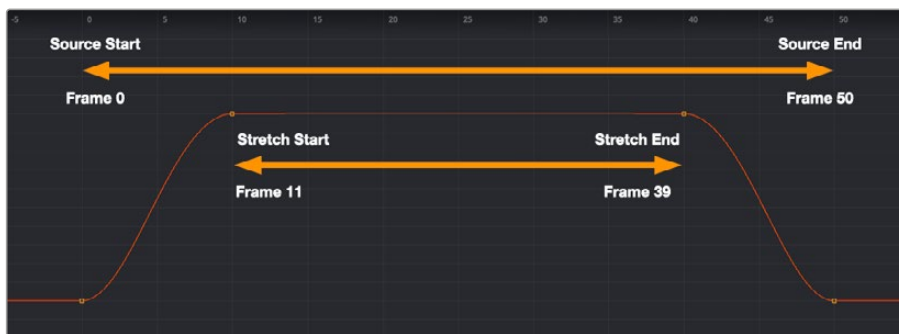 -5 0 5 10 15 20 25 30 35 40 45 50
Source Start Source End
Frame 0 Frame 50
Stretch Start Stretch End
Frame 11 Frame 39